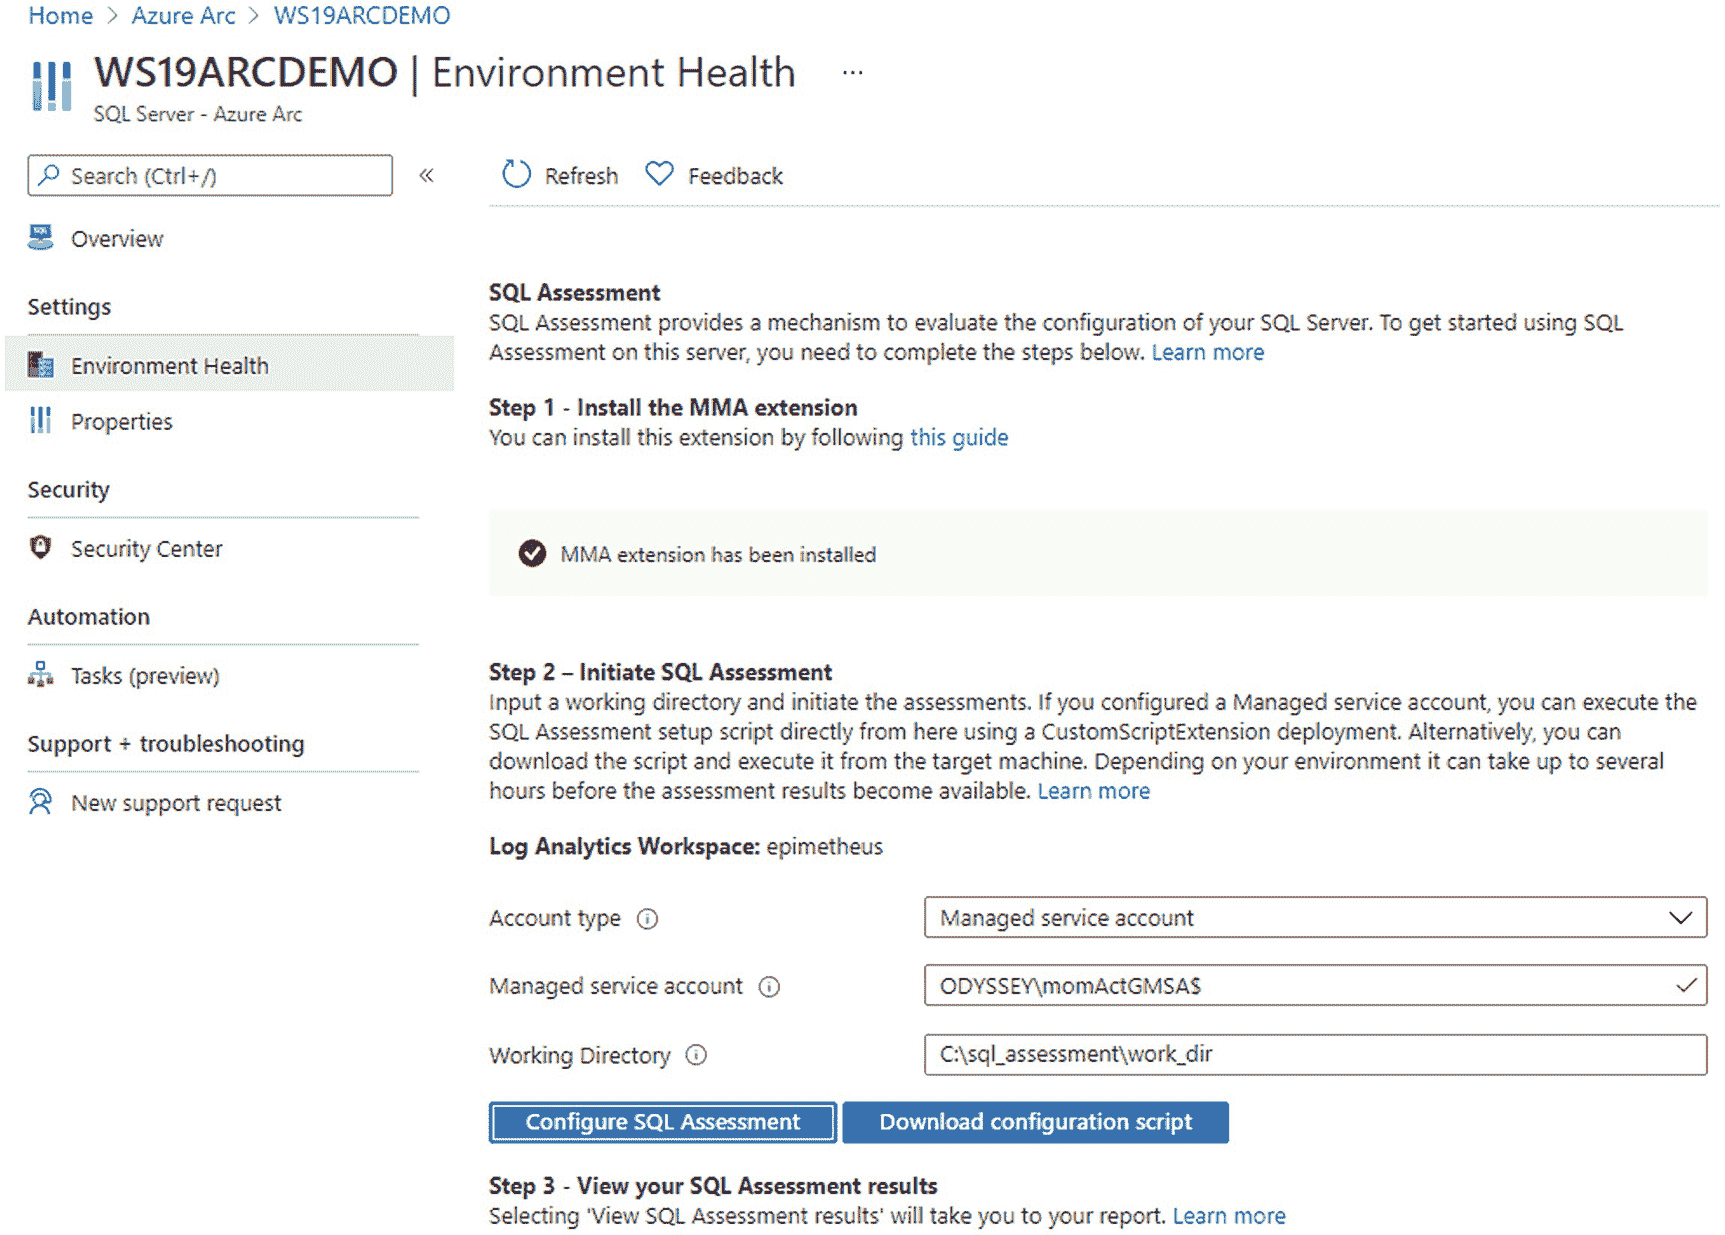 Home > Azure Arc > WS19ARCDEMO
WS19ARCDEMO | Environment Health ...
SQL Server - Azure Arc
Search (Ctrl+/)
«
Refresh
Feedback
Overview
Settings
Environment Health
Properties
Security
Security Center
Automation
Tasks (preview)
Support + troubleshooting
New support request
SQL Assessment
SQL Assessment provides a mechanism to evaluate the configuration of your SQL Server. To get started using SQL
Assessment on this server, you need to complete the steps below. Learn more
Step 1 - Install the MMA extension
You can install this extension by following this guide
MMA extension has been installed
Step 2 – Initiate SQL Assessment
Input a working directory and initiate the assessments. If you configured a Managed service account, you can execute the
SQL Assessment setup script directly from here using a CustomScriptExtension deployment. Alternatively, you can
download the script and execute it from the target machine. Depending on your environment it can take up to several
hours before the assessment results become available. Learn more
Log Analytics Workspace: epimetheus
Account type
Managed service account
Managed service account
ODYSSEY\momActGMSA$
Working Directory
C:\sql_assessment\work_dir
Configure SQL Assessment
Download configuration script
Step 3 - View your SQL Assessment results
Selecting 'View SQL Assessment results' will take you to your report. Learn more